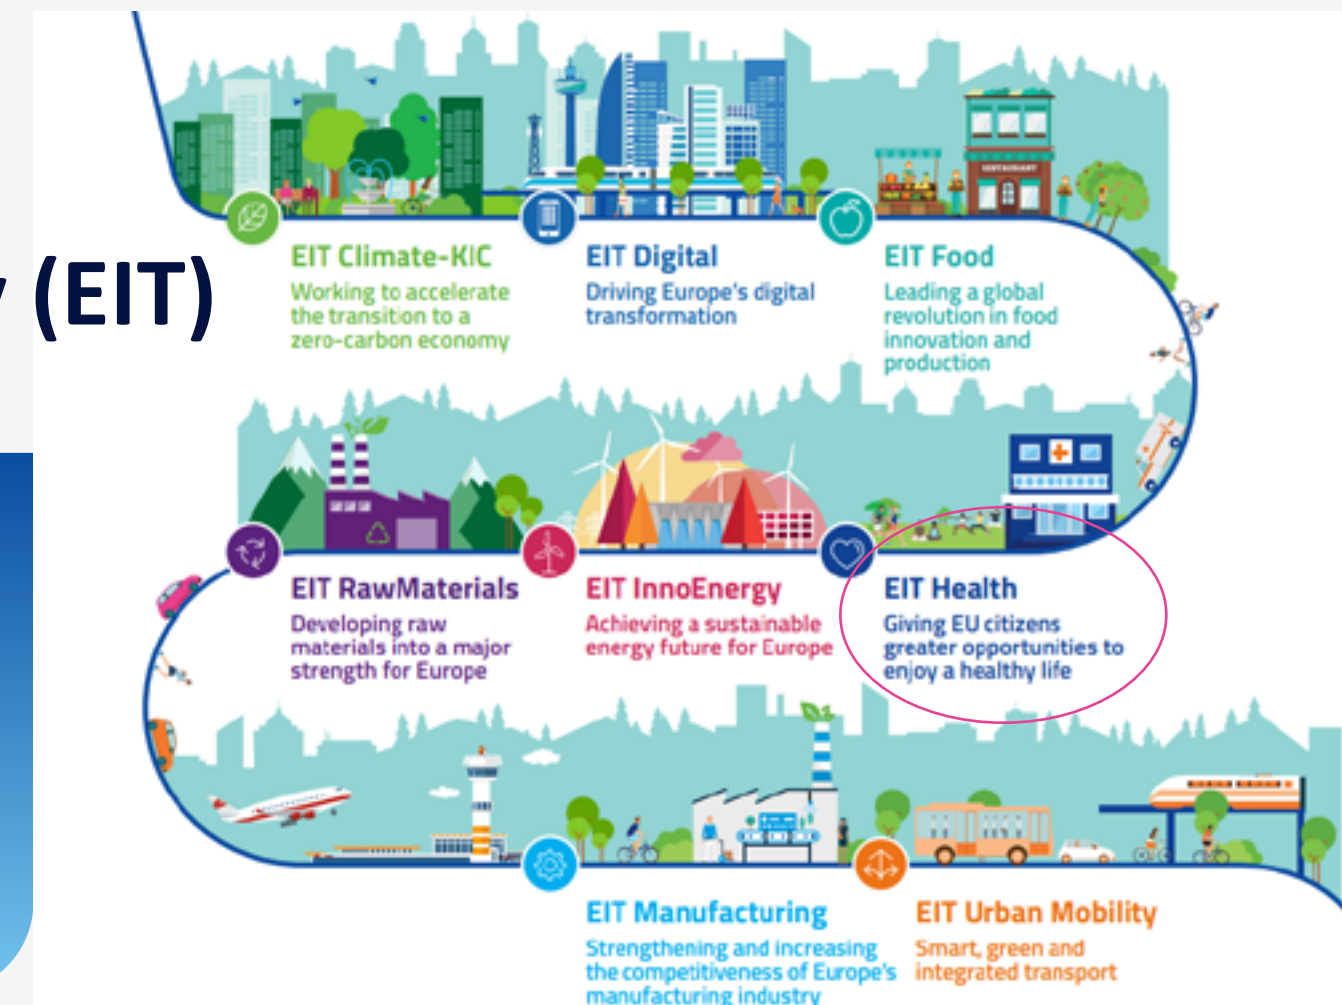 (EIT)
EIT Climate-KIC
Working to accelerate
the transition to a
zero-carbon economy
EIT Digital
Driving Europe's digital
transformation
EIT Food
Leading a global
revolution in food
innovation and
production
RESTAURANT
EIT RawMaterials
Developing raw
materials into a major
strength for Europe
EIT InnoEnergy
Achieving a sustainable
energy future for Europe
EIT Health
Giving EU citizens
greater opportunities to
enjoy a healthy life
EIT Manufacturing
Strengthening and increasing
the competitiveness of Europe's
manufacturing industry
EIT Urban Mobility
Smart, green and
integrated transport